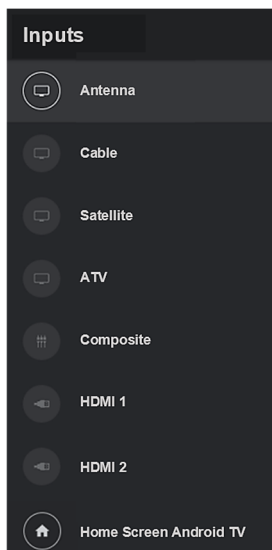 Inputs
Antenna
Cable
Satellite
ATV
Composite
HDMI 1
HDMI 2
Home Screen Android TV